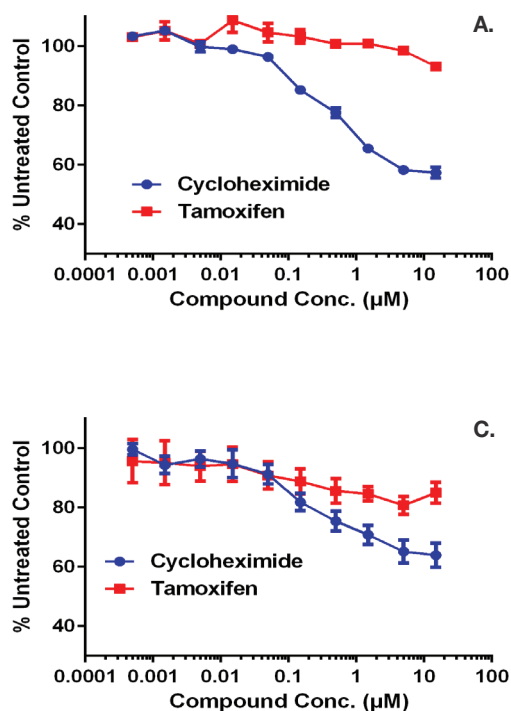 A.
% Untreated Control
100
80
60
40
Cycloheximide
Tamoxifen
0.0001 0.001 0.01 0.1 1 10 100
Compound Conc. (µM)
C.
% Untreated Control
100
80
60
40
Cycloheximide
Tamoxifen
0.0001 0.001 0.01 0.1 1 10 100
Compound Conc. (µM)